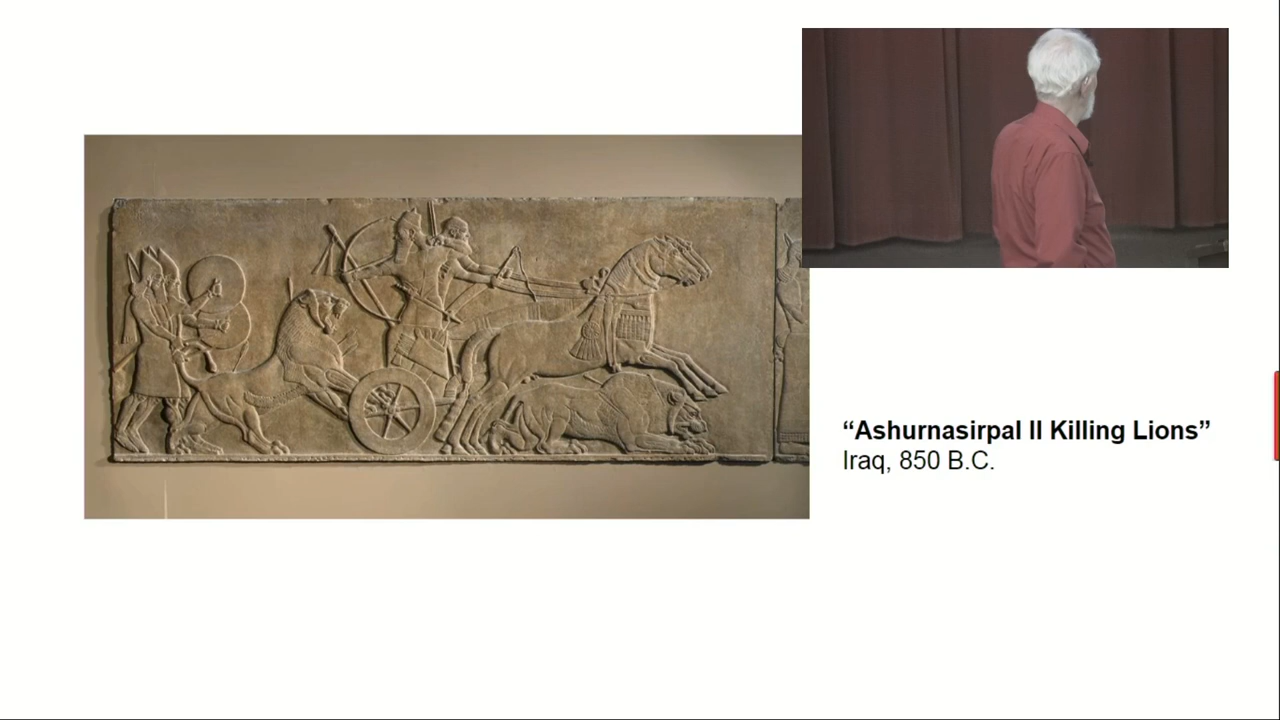 “Ashurnasirpal II Killing Lions”
Iraq, 850 B.C.